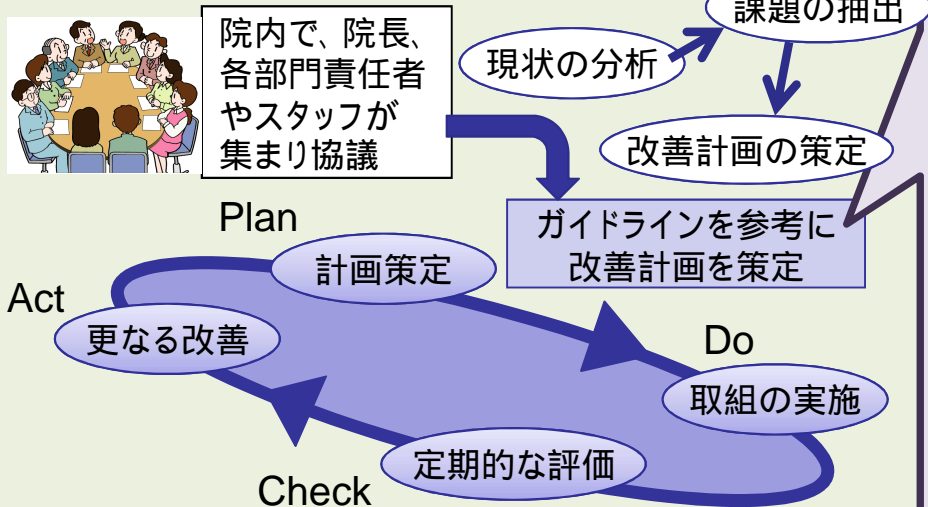 院内で、院長、
各部門責任者
やスタッフが
集まり協議
課題の抽出
現状の分析
改善計画の策定
ガイドラインを参考に
改善計画を策定
Plan
計画策定
Act
更なる改善
Do
取組の実施
定期的な評価
Check